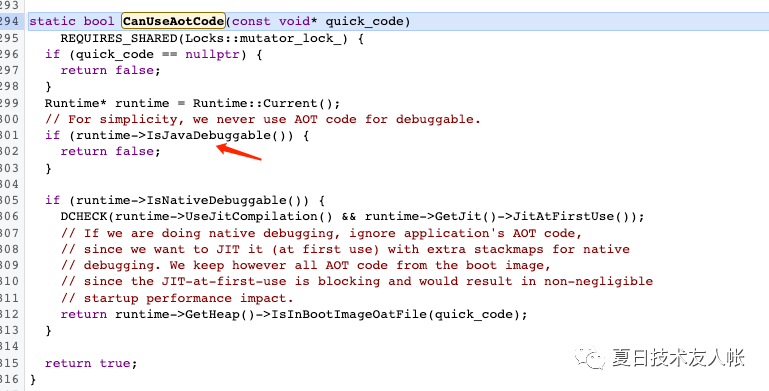 293
294 static bool CanUseAotCode(const void* quick_code)
295 REQUIRES_SHARED(Locks::mutator_lock_) {
296 if (quick_code == nullptr) {
297 return false;
298 }
299 Runtime* runtime = Runtime::Current();
300 // For simplicity, we never use AOT code for debuggable.
301 if (runtime->IsJavaDebuggable()) {
302 return false;
303 }
304
305 if (runtime->IsNativeDebuggable()) {
306 DCHECK(runtime->UseJitCompilation() && runtime->GetJit()->JitAtFirstUse());
307 // If we are doing native debugging, ignore application's AOT code,
308 // since we want to JIT it (at first use) with extra stackmaps for native
309 // debugging. We keep however all AOT code from the boot image,
310 // since the JIT-at-first-use is blocking and would result in non-negligible
311 // startup performance impact.
312 return runtime->GetHeap()->IsInBootImageOatFile(quick_code);
313 }
314
315 return true;
316 }
夏日技术友人帐